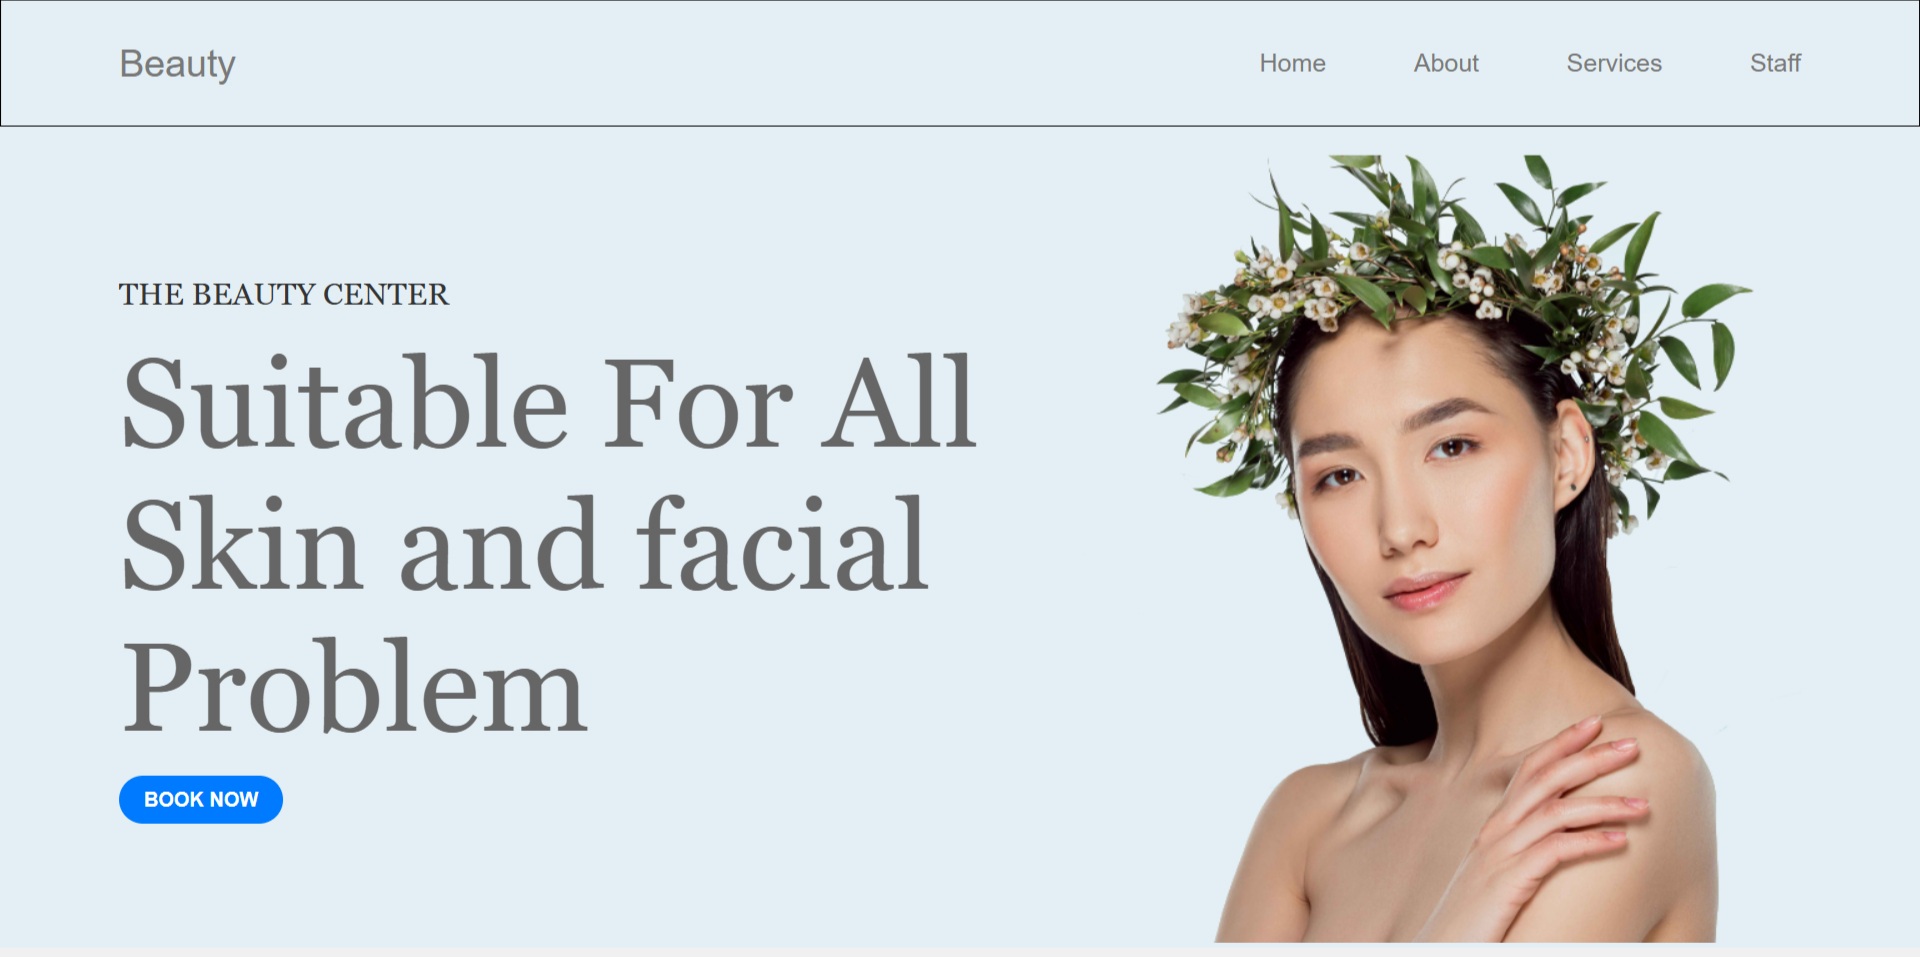 Beauty
Home
About
Services
Staff
THE BEAUTY CENTER
Suitable For All
Skin and facial
Problem
BOOK NOW